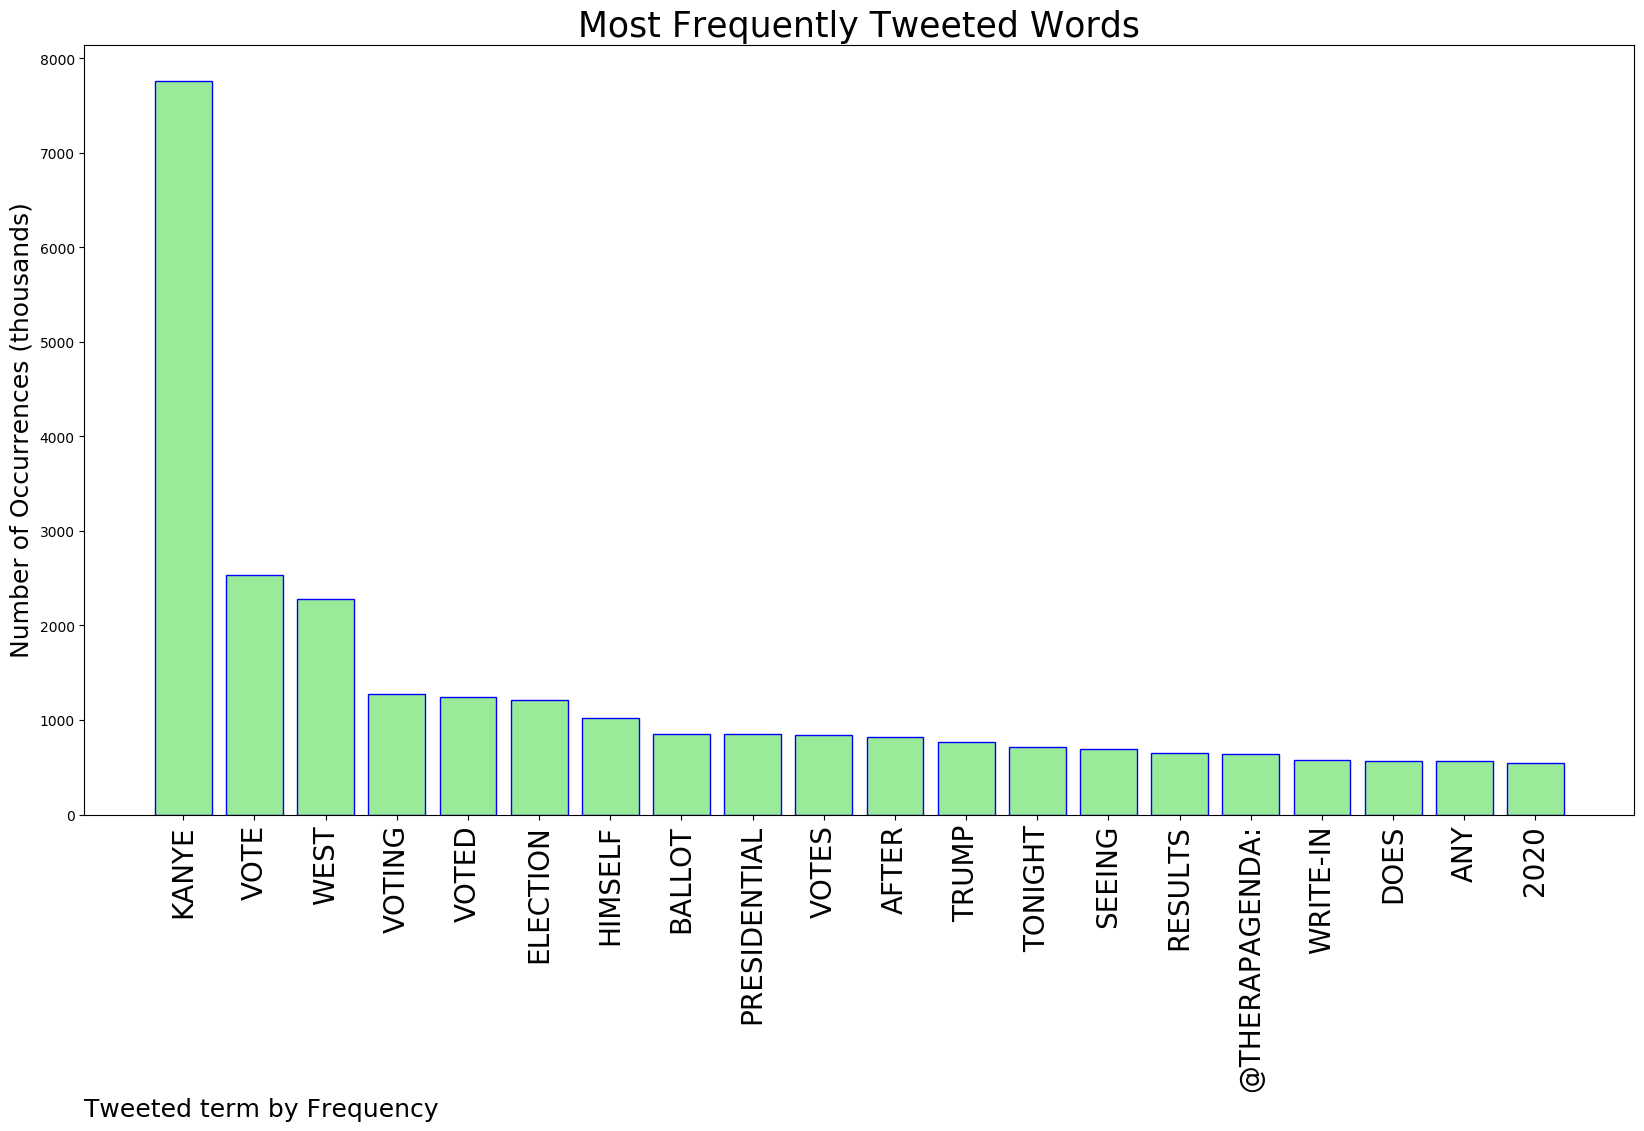 Most Frequently Tweeted Words
Number of Occurrences (thousands)
8000
7000
6000
5000
4000
3000
2000
1000
0
KANYE
VOTE
WEST
VOTING
VOTED
ELECTION
HIMSELF
BALLOT
PRESIDENTIAL
VOTES
AFTER
TRUMP
TONIGHT
SEEING
RESULTS
@THERAPAGENDA:
WRITE-IN
DOES
ANY
2020
Tweeted term by Frequency